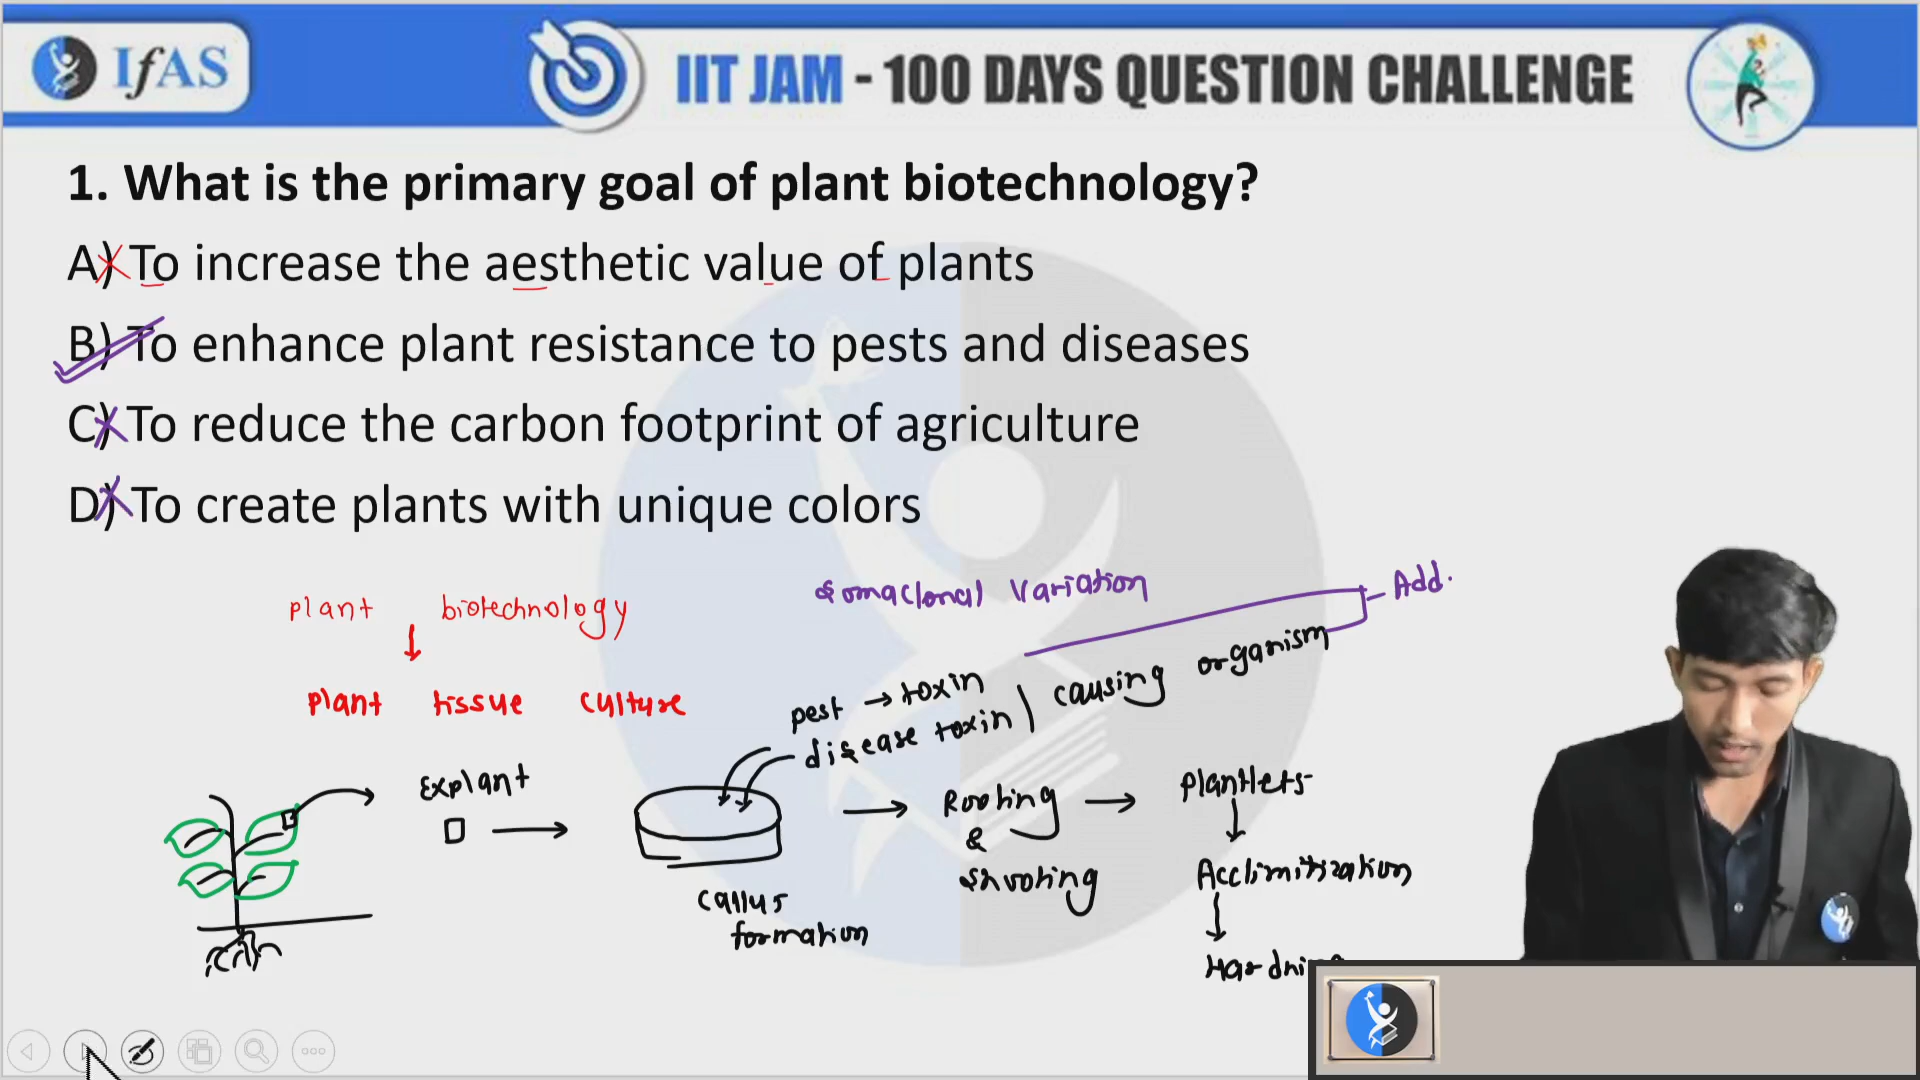 IfAS
IIT JAM - 100 DAYS QUESTION CHALLENGE
1. What is the primary goal of plant biotechnology?
A) To increase the aesthetic value of plants
B) To enhance plant resistance to pests and diseases
C) To reduce the carbon footprint of agriculture
D) To create plants with unique colors
plant biotechnology
Somaclonal Variation
Add.
plant tissue culture
pest → toxin
disease toxin / causing organism
Explant
callus
formation
Rooting
&
shooting
Plantlets
Acclimitization